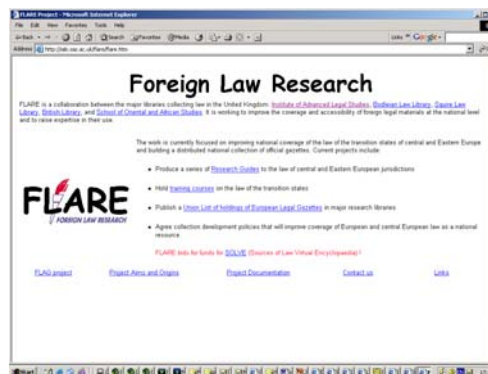 FLARE Project - Microsoft Internet Explorer
File Edit View Favorites Tools Help
Back Search Favorites Media Links Google
Address
Foreign Law Research
FLARE is a collaboration between the major libraries collecting law in the United Kingdom: Institute of Advanced Legal Studies, Bodleian Law Library, Squire Law
Library, British Library, and School of Oriental and African Studies. It is working to improve the coverage and accessibility of foreign legal materials at the national level
and to raise expertise in their use.
The work is currently focused on improving national coverage of the law of the transition states of central and Eastern Europe
and building a distributed national collection of official gazettes. Current projects include:
Produce a series of Research Guides to the law of central and Eastern European jurisdictions
Hold training courses on the law of the transition states
FLARE
FOREIGN LAW RESEARCH
Publish a Union List of holdings of European Legal Gazettes in major research libraries
Agree collection development policies that will improve coverage of European and central European law as a national
resource
FLARE bids for funds for SOLVE (Sources of Law Virtual Encyclopaedia) !
FLAG project Project Aims and Origins Project Documentation Contact us Links
Start